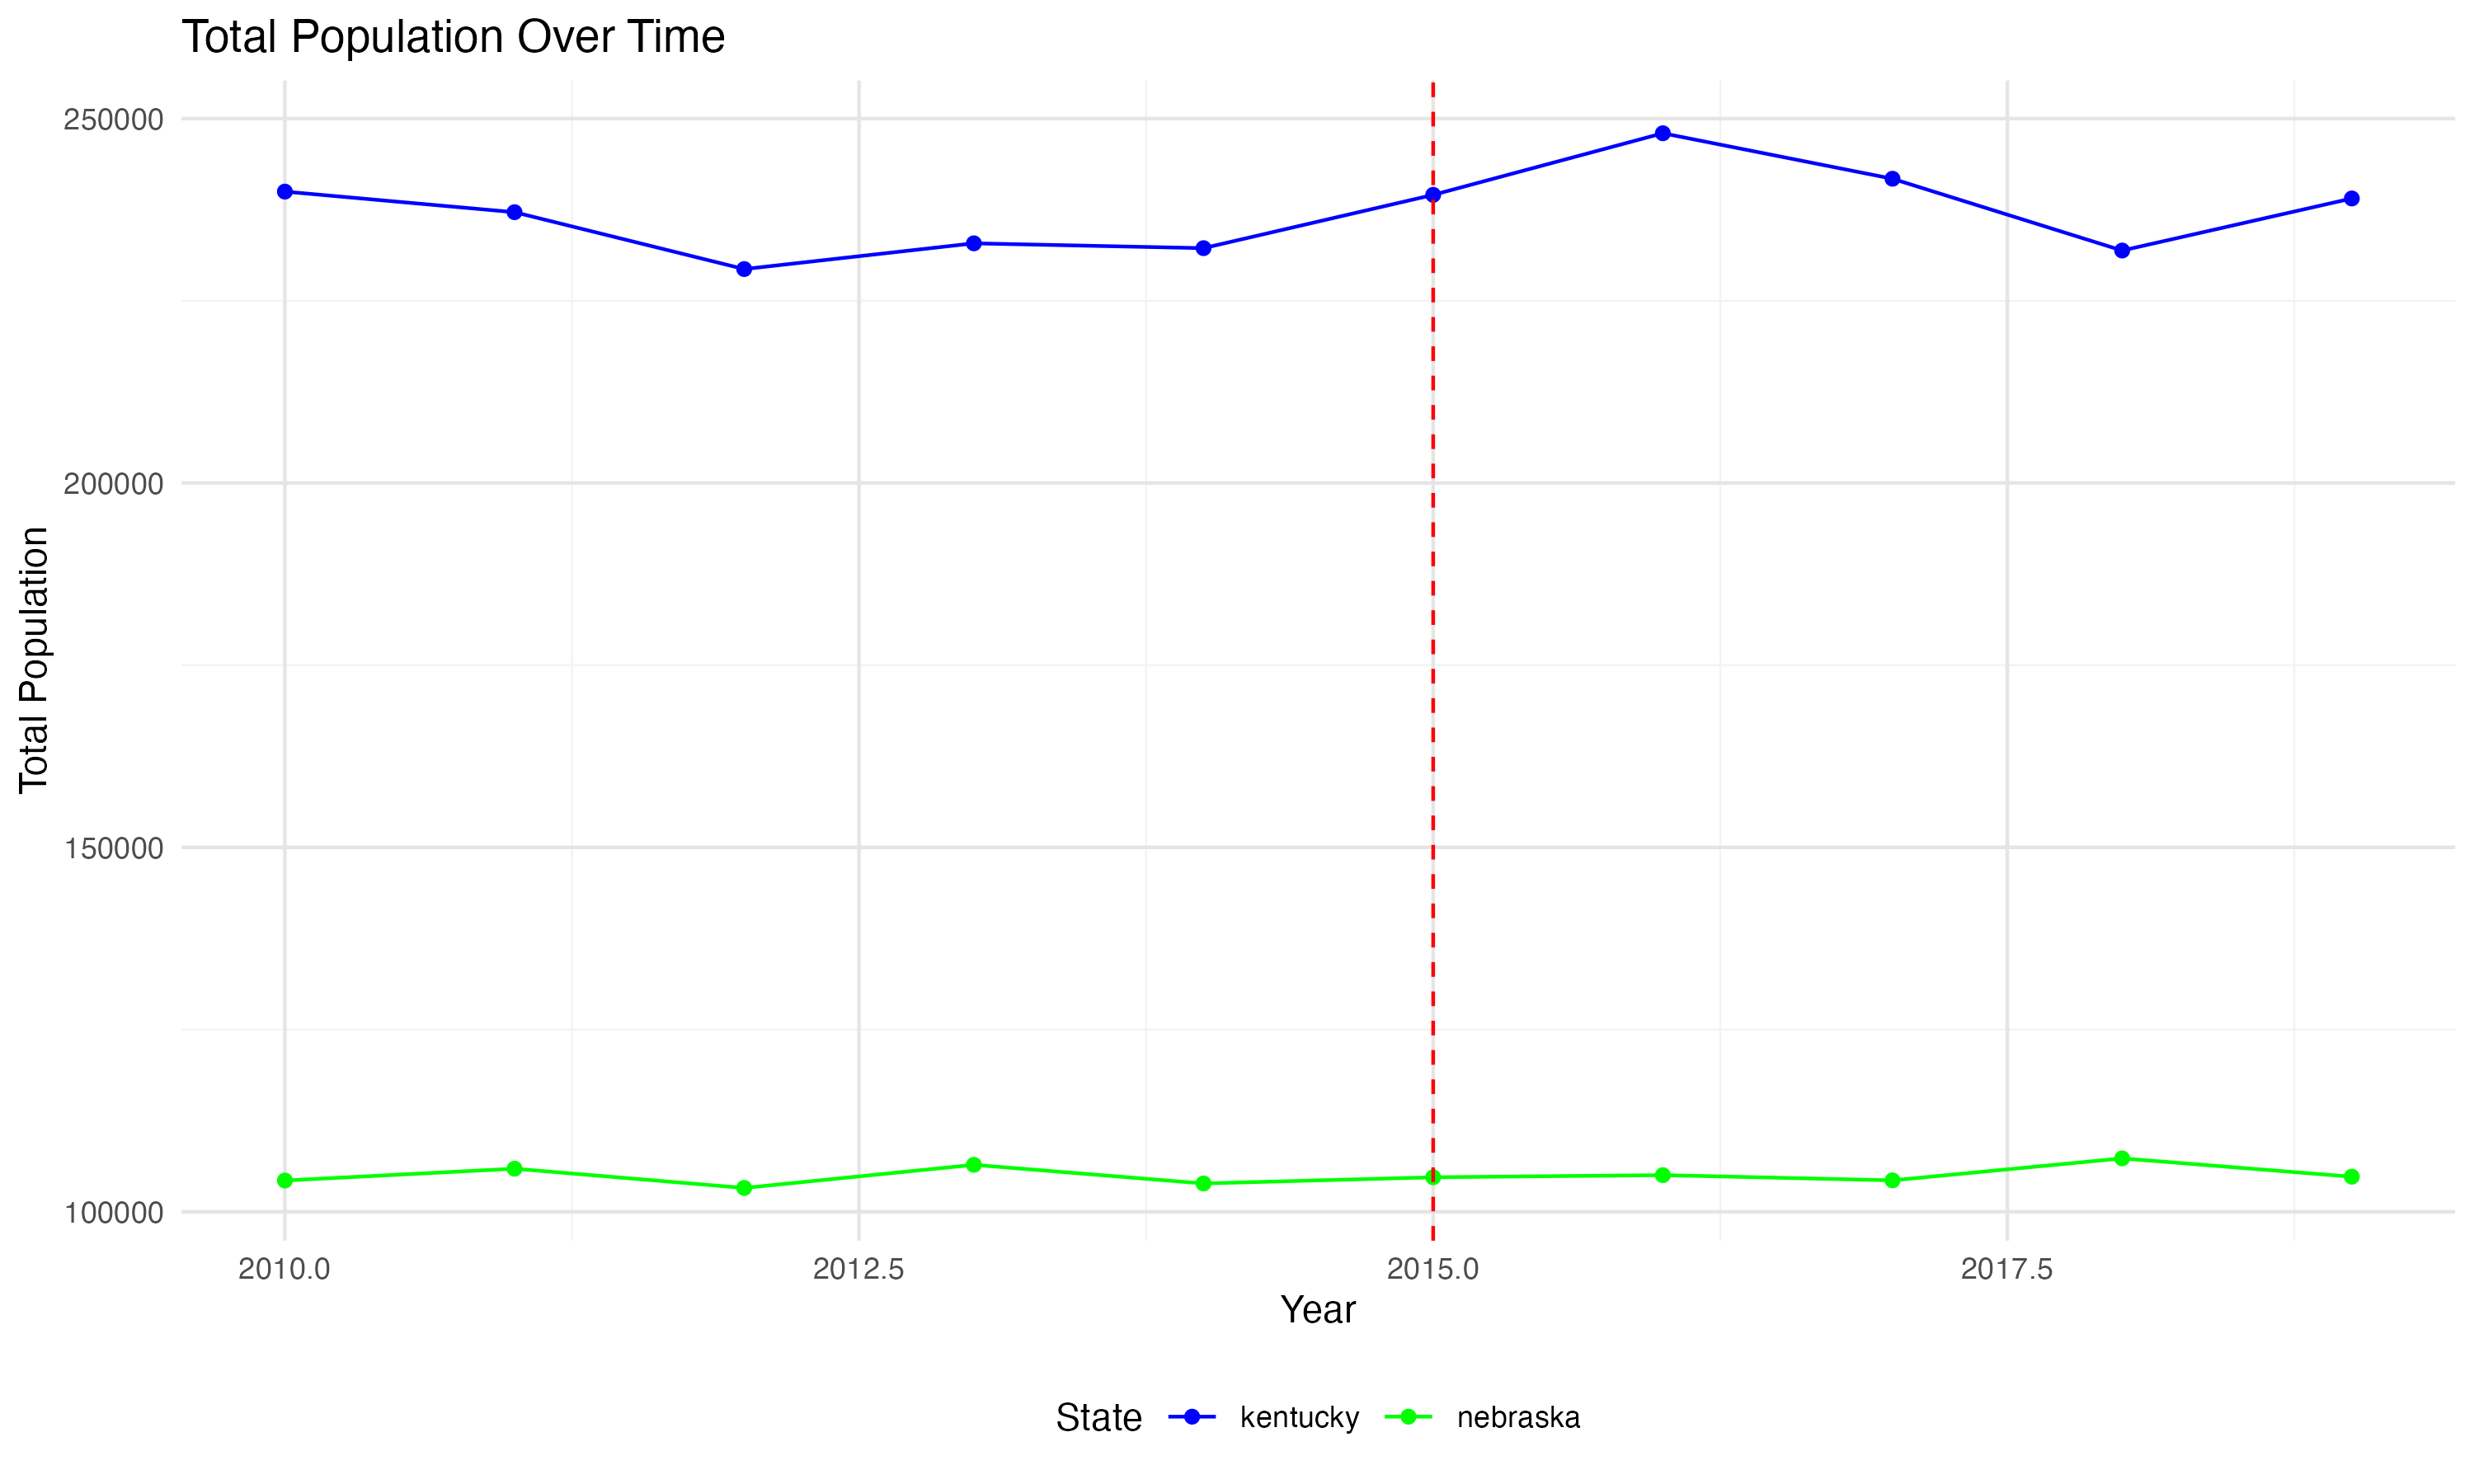 Total Population Over Time
Total Population
250000
200000
150000
100000
2010.0 2012.5 2015.0 2017.5
Year
State kentucky nebraska